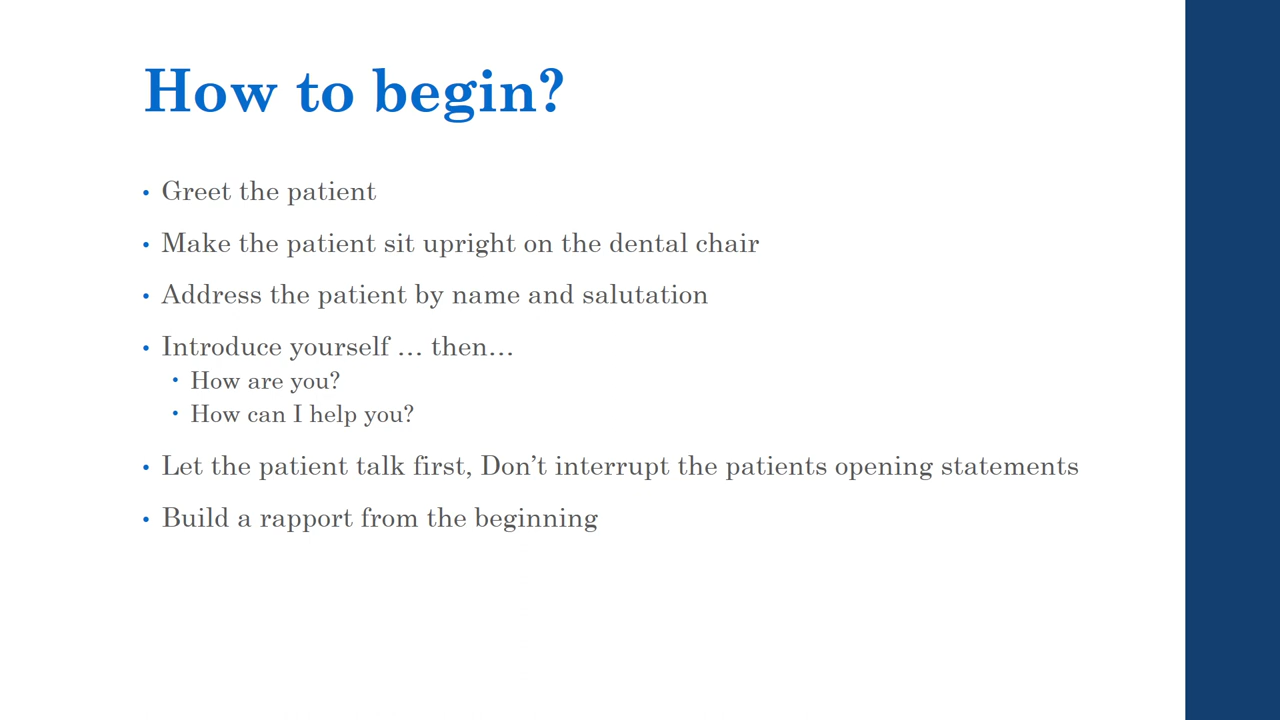 How to begin?
• Greet the patient
• Make the patient sit upright on the dental chair
• Address the patient by name and salutation
• Introduce yourself … then…
• How are you?
• How can I help you?
• Let the patient talk first, Don’t interrupt the patients opening statements
• Build a rapport from the beginning